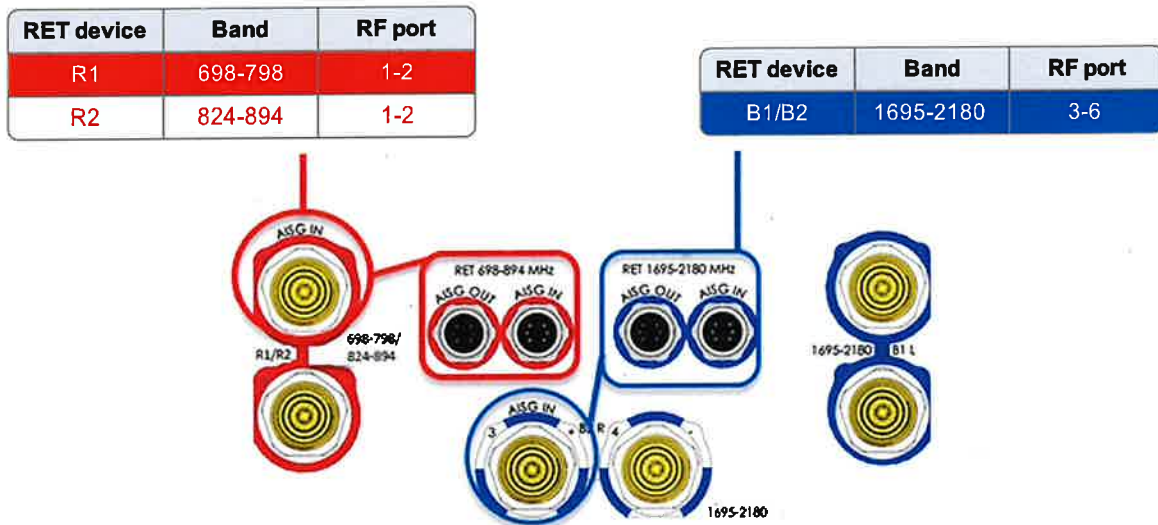 RET device Band RF port
R1 698-798 1-2
R2 824-894 1-2
RET device Band RF port
B1/B2 1695-2180 3-6
AISG IN
RET 698-894 MHz
AISG OUT AISG IN
RET 1695-2180 MHz
AISG OUT AISG IN
R1/R2
698-798/
824-894
1695-2180 B1 L
AISG IN
3 R 4
1695-2180